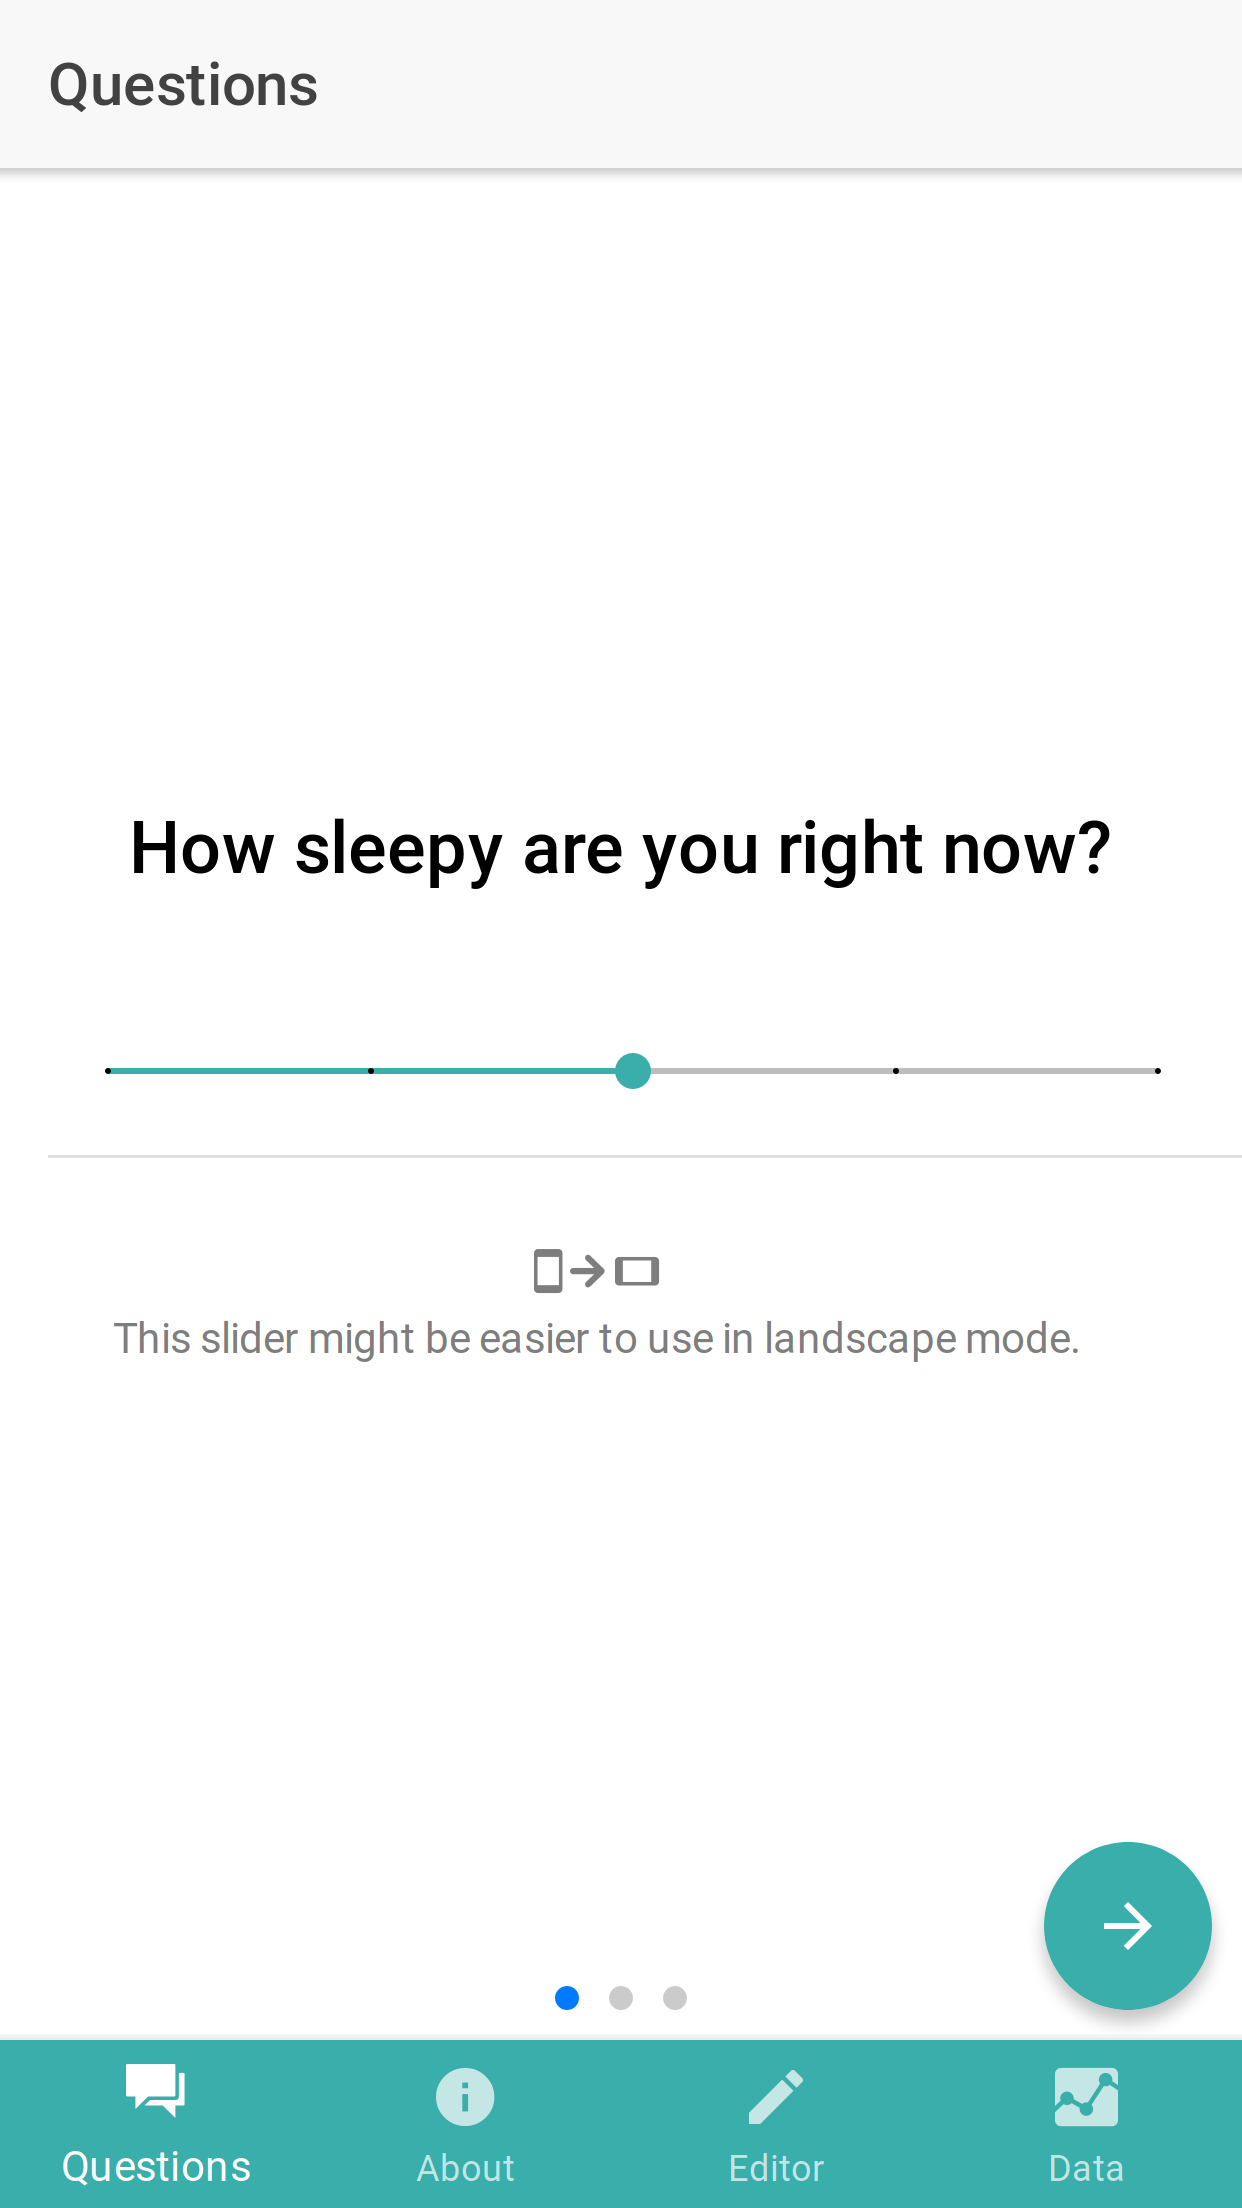 Questions
How sleepy are you right now?
This slider might be easier to use in landscape mode.
Questions
About
Editor
Data